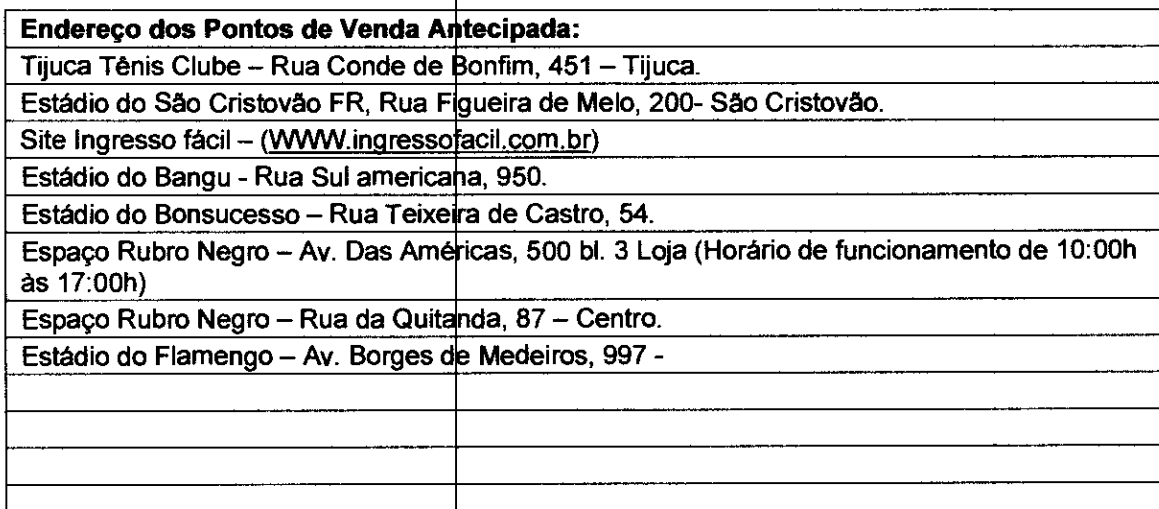 Endereço dos Pontos de Venda Antecipada:
Tijuca Tênis Clube – Rua Conde de Bonfim, 451 – Tijuca.
Estádio do São Cristovão FR, Rua Figueira de Melo, 200- São Cristovão.
Site Ingresso fácil – (WWW.ingressofacil.com.br)
Estádio do Bangu - Rua Sul americana, 950.
Estádio do Bonsucesso – Rua Teixeira de Castro, 54.
Espaço Rubro Negro – Av. Das Américas, 500 bl. 3 Loja (Horário de funcionamento de 10:00h
às 17:00h)
Espaço Rubro Negro – Rua da Quitanda, 87 – Centro.
Estádio do Flamengo – Av. Borges de Medeiros, 997 -